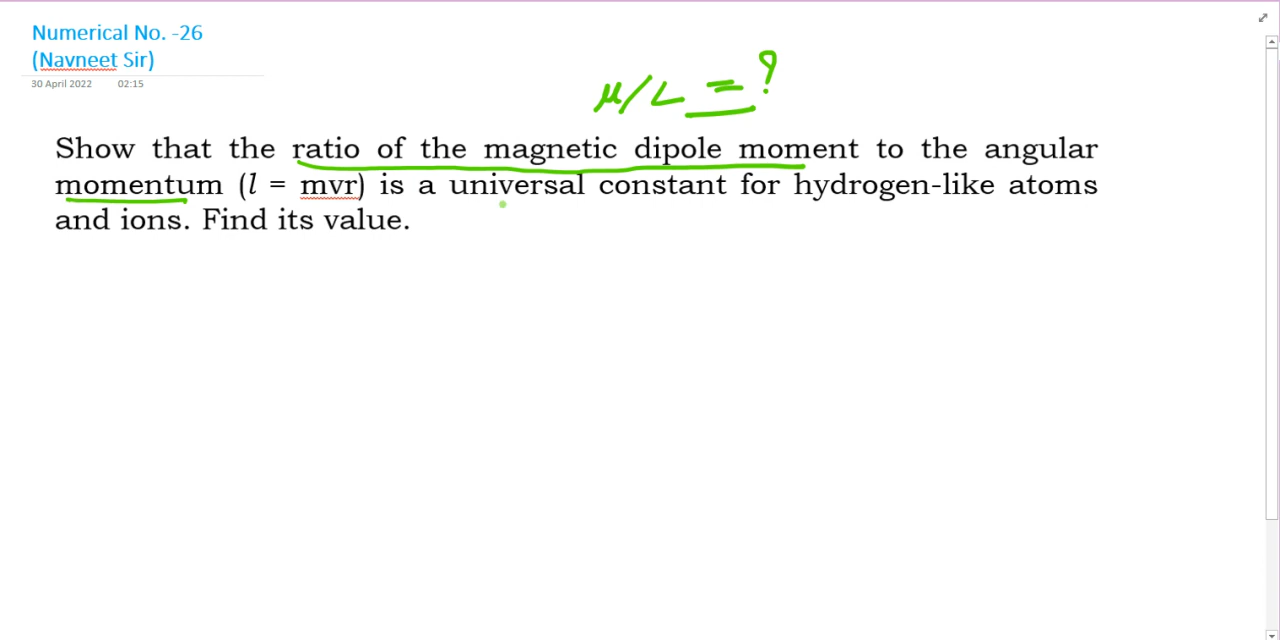 Numerical No. -26
(Navneet Sir)
30 April 2022 02:15
μ/L = ?
Show that the ratio of the magnetic dipole moment to the angular
momentum (l = mvr) is a universal constant for hydrogen-like atoms
and ions. Find its value.